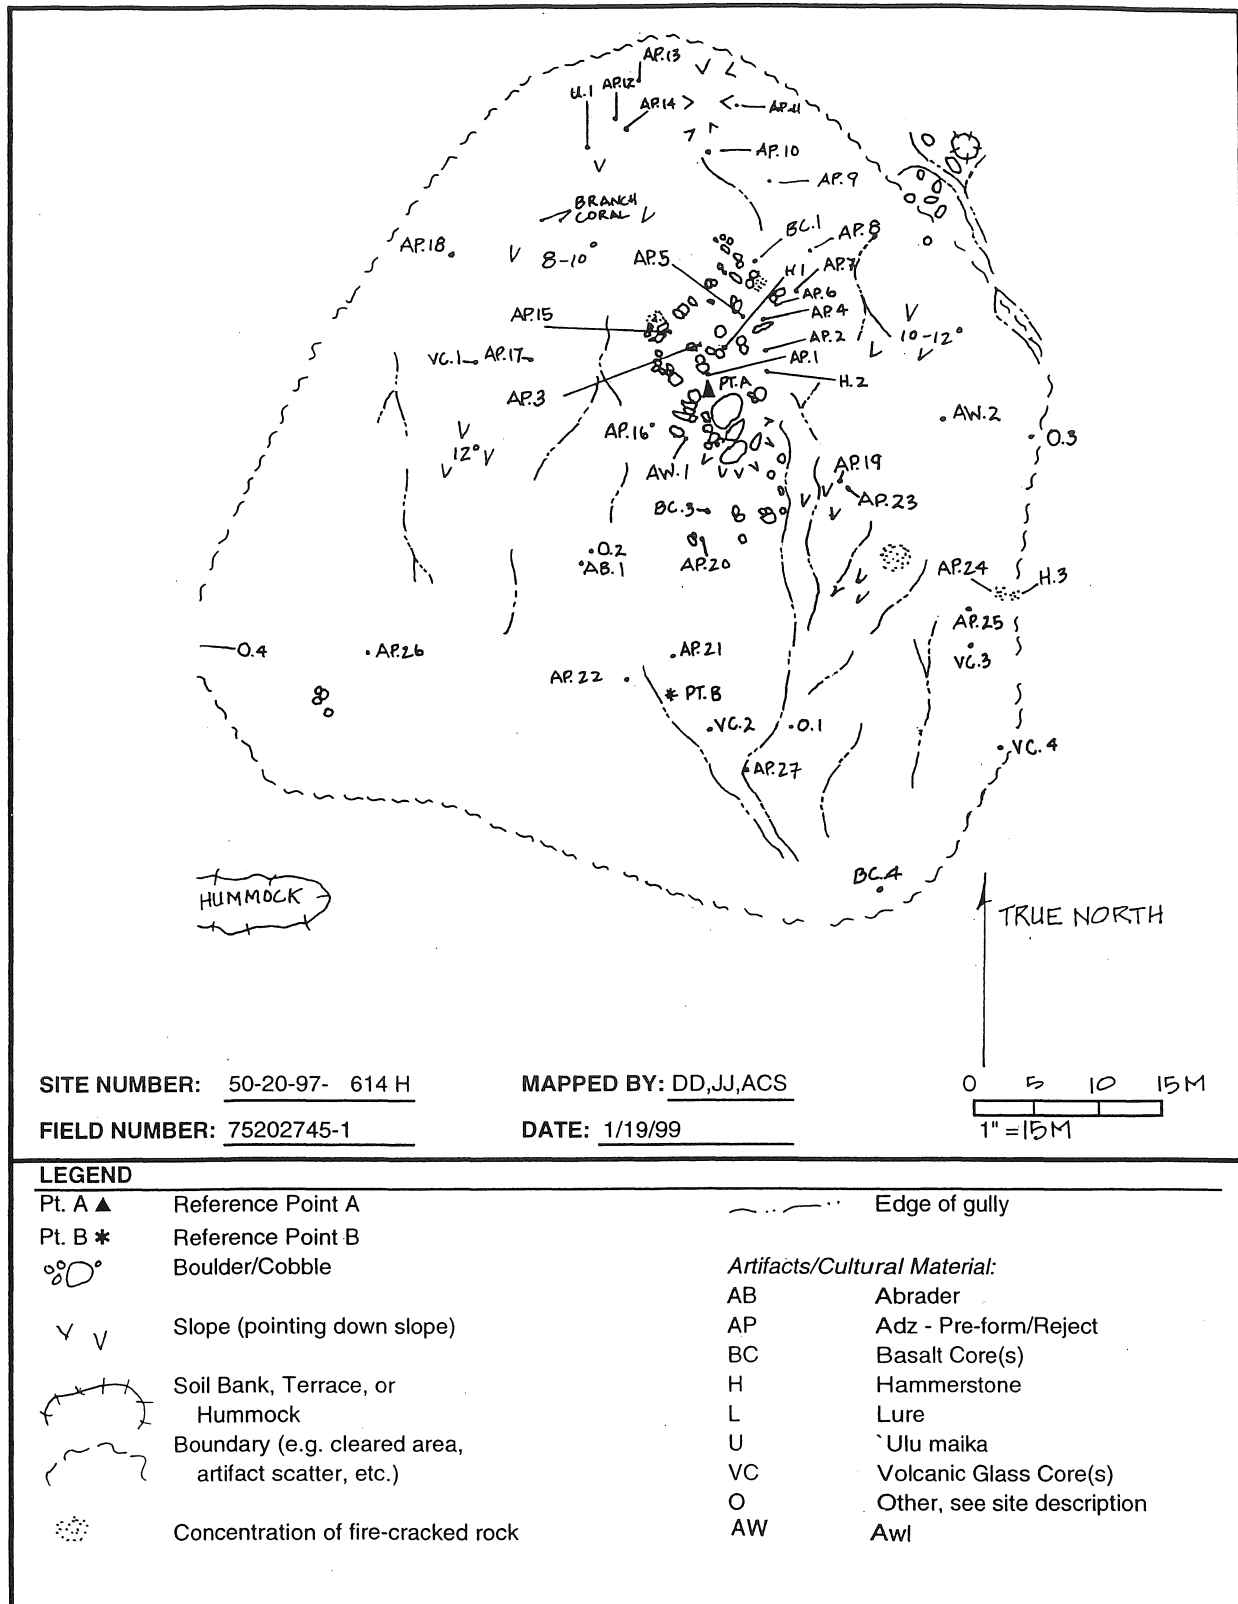 AP.13
U.1 AP.12
AP.14
AP.11
AP.10
AP.9
BRANCH
CORAL
BC.1
AP.8
AP.18
8-10°
AP.5
H1
AP.7
AP.6
AP.15
AP.4
10-12°
AP.2
VC.1 AP.17
AP.1
PT.A
H.2
AP.3
AW.2
AP.16
O.3
12°
AW.1
AP.19
BC.3
AP.23
O.2
AB.1
AP.20
AP.24
H.3
AP.25
O.4
AP.26
AP.21
VC.3
AP.22
PT.B
VC.2
O.1
VC.4
AP.27
BC.4
HUMMOCK
TRUE NORTH
SITE NUMBER: 50-20-97- 614 H
MAPPED BY: DD,JJ,ACS
0 5 10 15M
FIELD NUMBER: 75202745-1
DATE: 1/19/99
1" = 15M
LEGEND
Pt. A Reference Point A
Pt. B Reference Point B
Boulder/Cobble
Slope (pointing down slope)
Soil Bank, Terrace, or
Hummock
Boundary (e.g. cleared area,
artifact scatter, etc.)
Concentration of fire-cracked rock
Edge of gully
Artifacts/Cultural Material:
AB Abrader
AP Adz - Pre-form/Reject
BC Basalt Core(s)
H Hammerstone
L Lure
U `Ulu maika
VC Volcanic Glass Core(s)
O Other, see site description
AW Awl